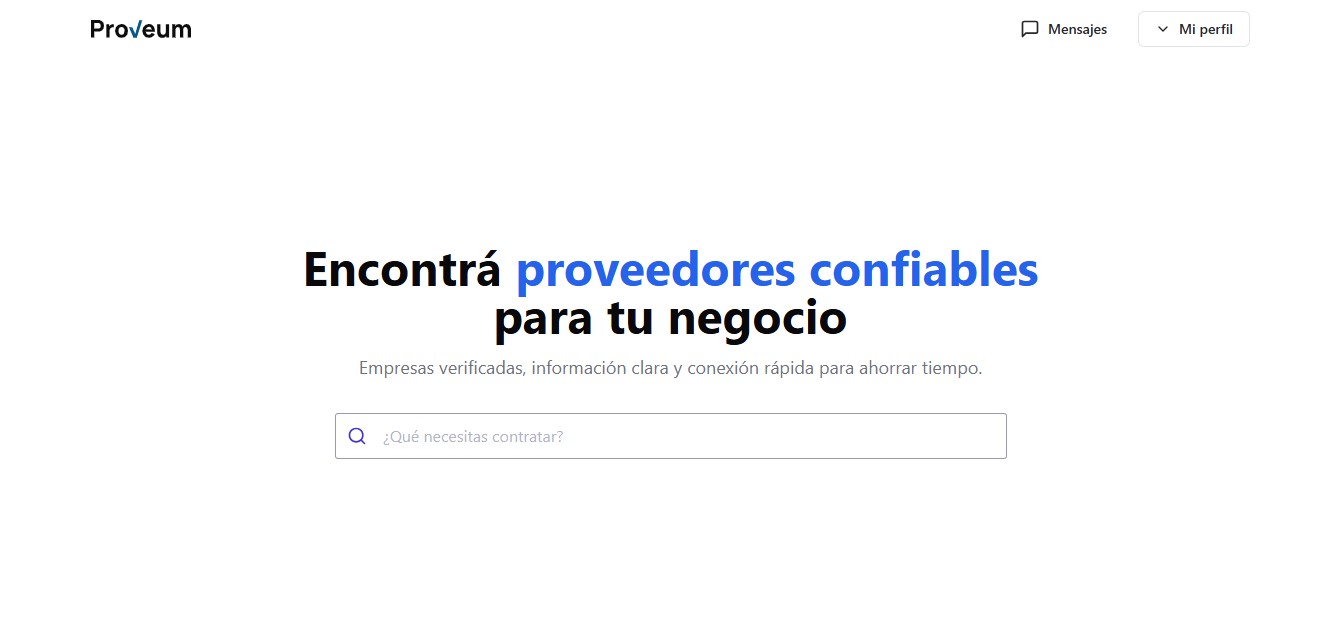 Proveum
Mensajes
Mi perfil
Encontrá proveedores confiables
para tu negocio
Empresas verificadas, información clara y conexión rápida para ahorrar tiempo.
¿Qué necesitas contratar?